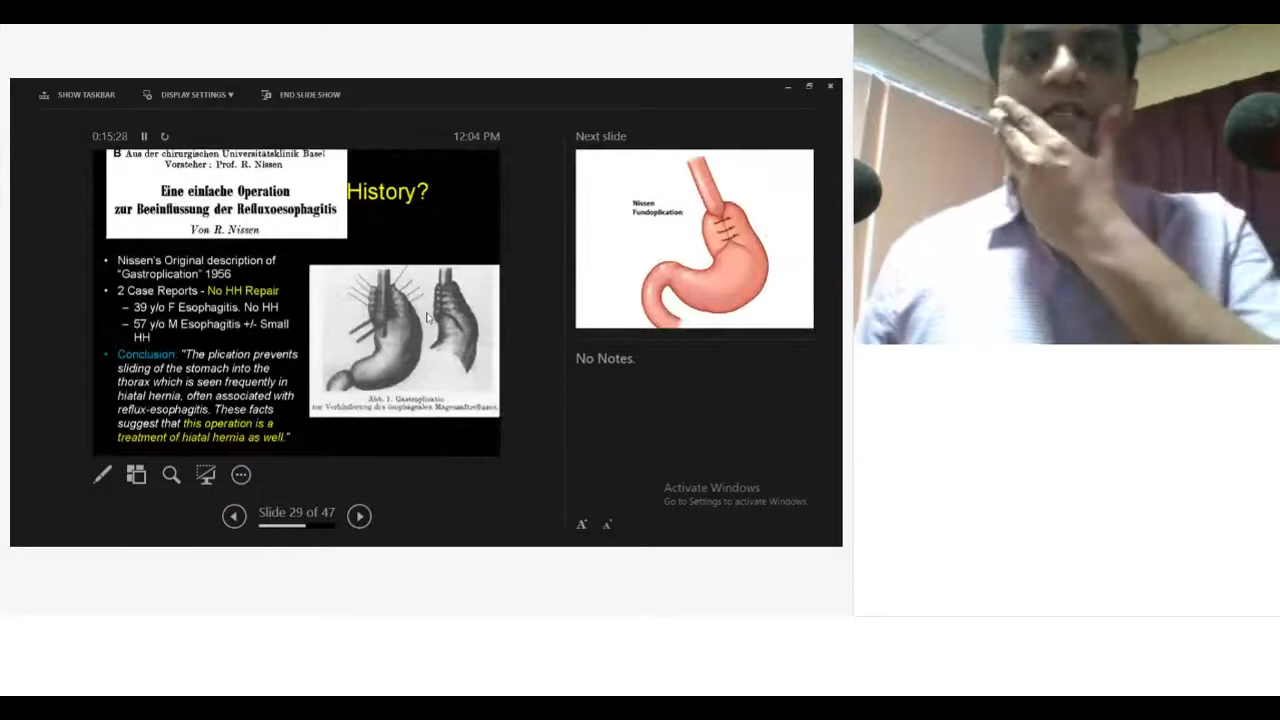 SHOW TASKBAR
DISPLAY SETTINGS ▼
END SLIDE SHOW
0:15:28
12:04 PM
B Aus der chirurgischen Universitätsklinik Basel
Vorsteher: Prof. R. Nissen
Eine einfache Operation
zur Beeinflussung der Refluxoesophagitis
Von R. Nissen
History?
• Nissen's Original description of
"Gastroplication" 1956
• 2 Case Reports - No HH Repair
– 39 y/o F Esophagitis. No HH
– 57 y/o M Esophagitis +/- Small
HH
• Conclusion: "The plication prevents
sliding of the stomach into the
thorax which is seen frequently in
hiatal hernia, often associated with
reflux-esophagitis. These facts
suggest that this operation is a
treatment of hiatal hernia as well."
Abb. 1. Gastroplicatio
zur Verhinderung des ösophagealen Magensaftrefluxes.
Slide 29 of 47
Next slide
Nissen
Fundoplication
No Notes.
Activate Windows
Go to Settings to activate Windows.
A A